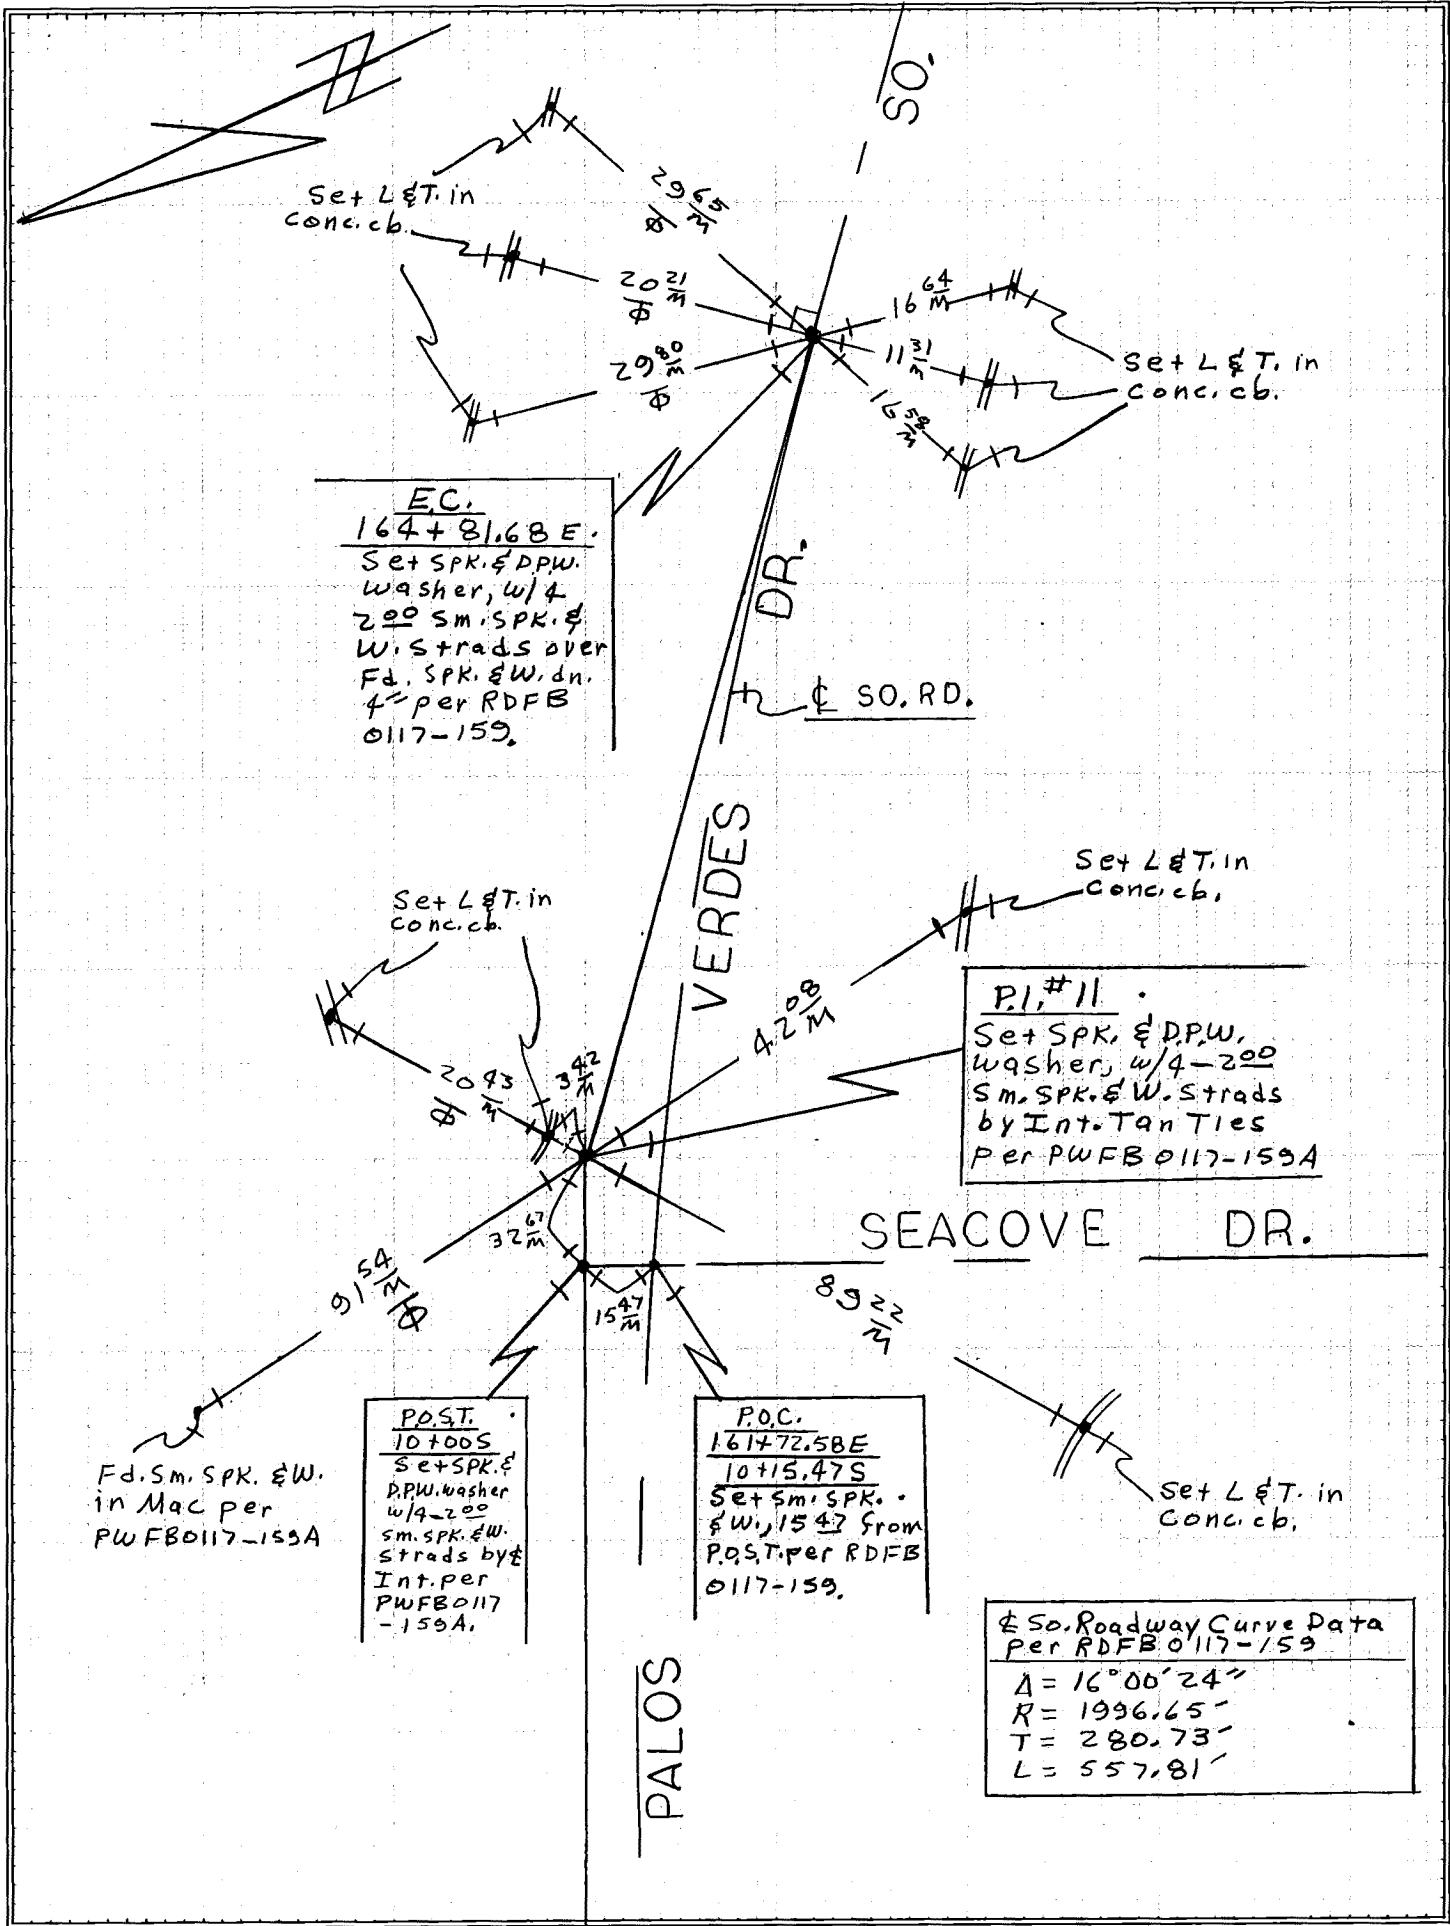 SO.
Set L & T. in
Conc. cb.
29 65/M
⌽
20 21/M
⌽
29 80/M
⌽
16 64/M
11 31/M
16 58/M
Set L & T. in
Conc. cb.
E.C.
164 + 81.68 E.
Set SPK. & D.P.W.
Washer, w/4
2 00 Sm. SPK. &
W. Strads over
Fd. SPK. & W. dn.
4" per RDFB
0117-159.
DR.
℄ SO. RD.
VERDES
Set L & T. in
Conc. cb.
Set L & T. in
Conc. cb.
20 43/M
⌽
3 42/M
42 08/M
P.I. #11
Set SPK. & D.P.W.
Washer, w/4-2 00
Sm. SPK. & W. Strads
by Int. Tan Ties
Per PWFB 0117-159A
SEACOVE DR.
32 67/M
91 54/M
⌽
15 47/M
89 22/M
Fd. Sm. SPK. & W.
in Mac per
PWFB0117-159A
P.O.S.T.
10+00S
Set SPK. &
D.P.W. washer
w/4-2 00
Sm. SPK. & W.
Strads by ℄
Int. per
PWFB0117
-159A.
P.O.C.
161+72.58E
10+15.47S
Set Sm. SPK.
& W., 15 47 from
P.O.S.T. per RDFB
0117-159.
Set L & T. in
Conc. cb.
PALOS
℄ So. Roadway Curve Data
Per RDFB 0117-159
Δ = 16°00'24"
R = 1996.65'
T = 280.73'
L = 557.81'